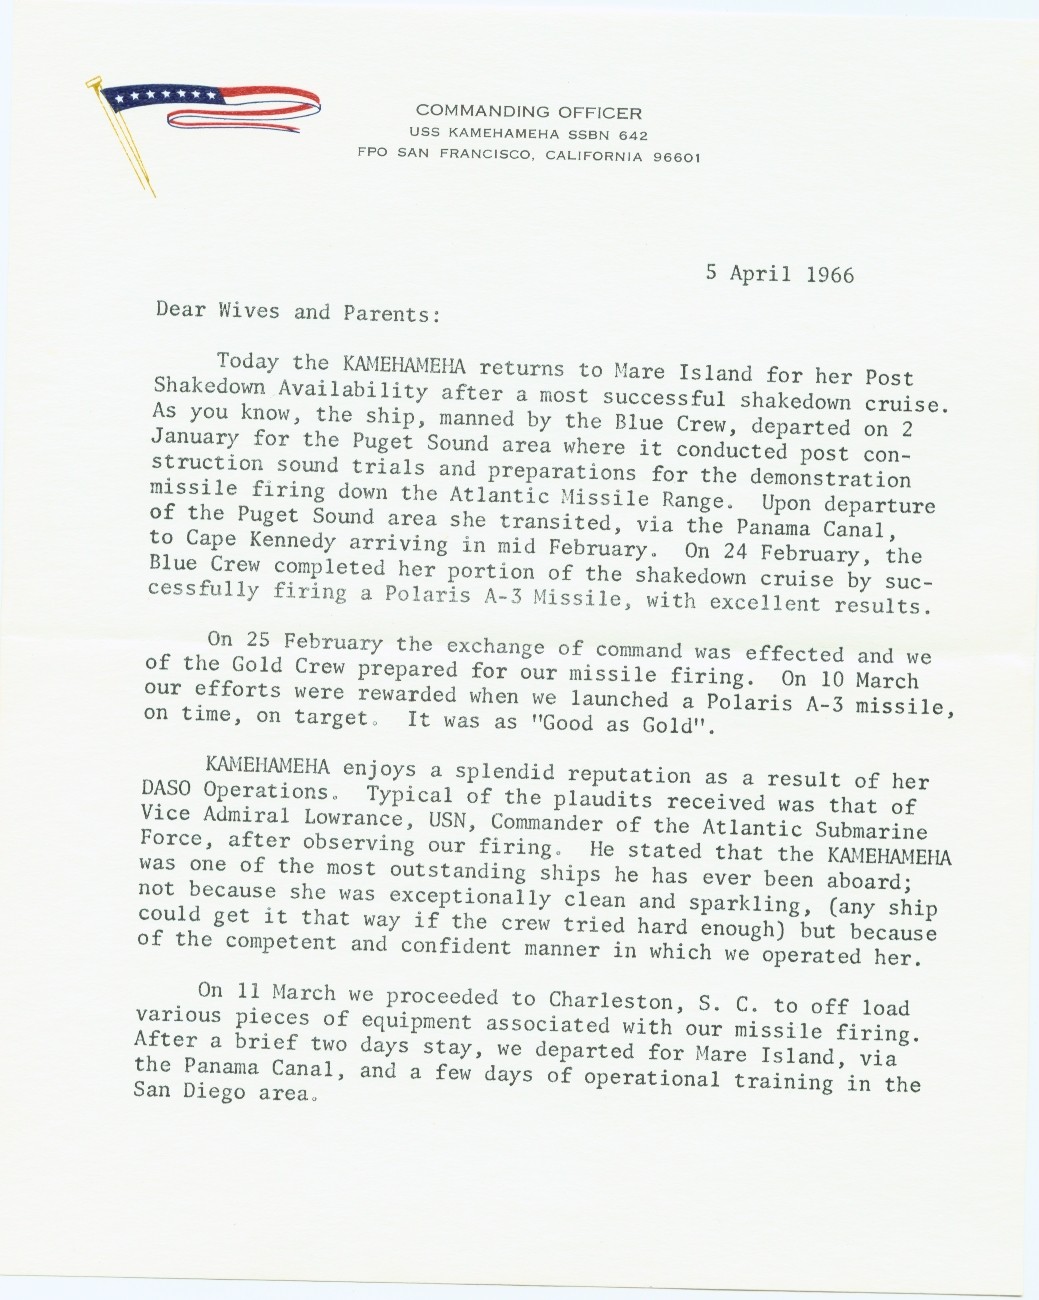 COMMANDING OFFICER
USS KAMEHAMEHA SSBN 642
FPO SAN FRANCISCO, CALIFORNIA 96601
5 April 1966
Dear Wives and Parents:
Today the KAMEHAMEHA returns to Mare Island for her Post
Shakedown Availability after a most successful shakedown cruise.
As you know, the ship, manned by the Blue Crew, departed on 2
January for the Puget Sound area where it conducted post con-
struction sound trials and preparations for the demonstration
missile firing down the Atlantic Missile Range. Upon departure
of the Puget Sound area she transited, via the Panama Canal,
to Cape Kennedy arriving in mid February. On 24 February, the
Blue Crew completed her portion of the shakedown cruise by suc-
cessfully firing a Polaris A-3 Missile, with excellent results.
On 25 February the exchange of command was effected and we
of the Gold Crew prepared for our missile firing. On 10 March
our efforts were rewarded when we launched a Polaris A-3 missile,
on time, on target. It was as "Good as Gold".
KAMEHAMEHA enjoys a splendid reputation as a result of her
DASO Operations. Typical of the plaudits received was that of
Vice Admiral Lowrance, USN, Commander of the Atlantic Submarine
Force, after observing our firing. He stated that the KAMEHAMEHA
was one of the most outstanding ships he has ever been aboard;
not because she was exceptionally clean and sparkling, (any ship
could get it that way if the crew tried hard enough) but because
of the competent and confident manner in which we operated her.
On 11 March we proceeded to Charleston, S. C. to off load
various pieces of equipment associated with our missile firing.
After a brief two days stay, we departed for Mare Island, via
the Panama Canal, and a few days of operational training in the
San Diego area.